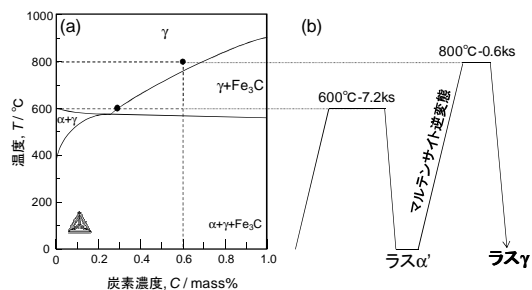 (a)
γ
γ+Fe3C
α+γ
α+γ+Fe3C
1000
800
600
400
200
0
温度, T/℃
0
0.2
0.4
0.6
0.8
1.0
炭素濃度, C / mass%
(b)
600℃-7.2ks
800℃-0.6ks
マルテンサイト逆変態
ラスα’
ラスγ